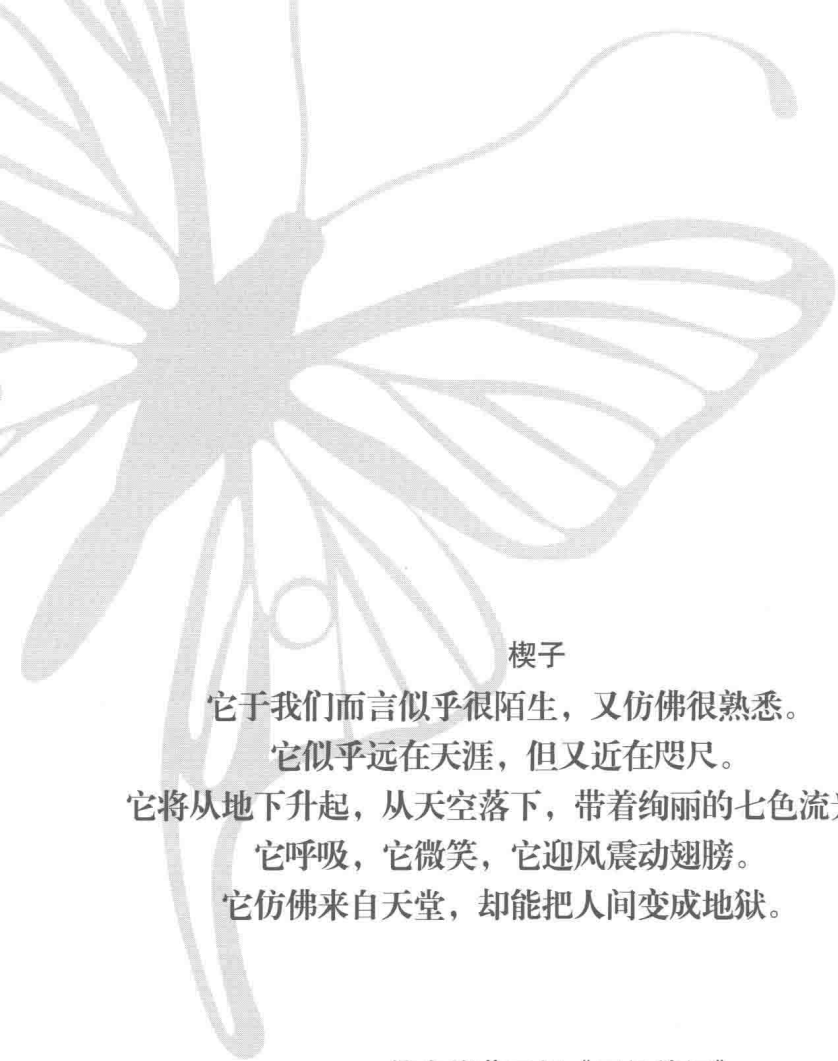 楔子
它于我们而言似乎很陌生，又仿佛很熟悉。
它似乎远在天涯，但又近在咫尺。
它将从地下升起，从天空落下，带着绚丽的七色流
它呼吸，它微笑，它迎风震动翅膀。
它仿佛来自天堂，却能把人间变成地狱。